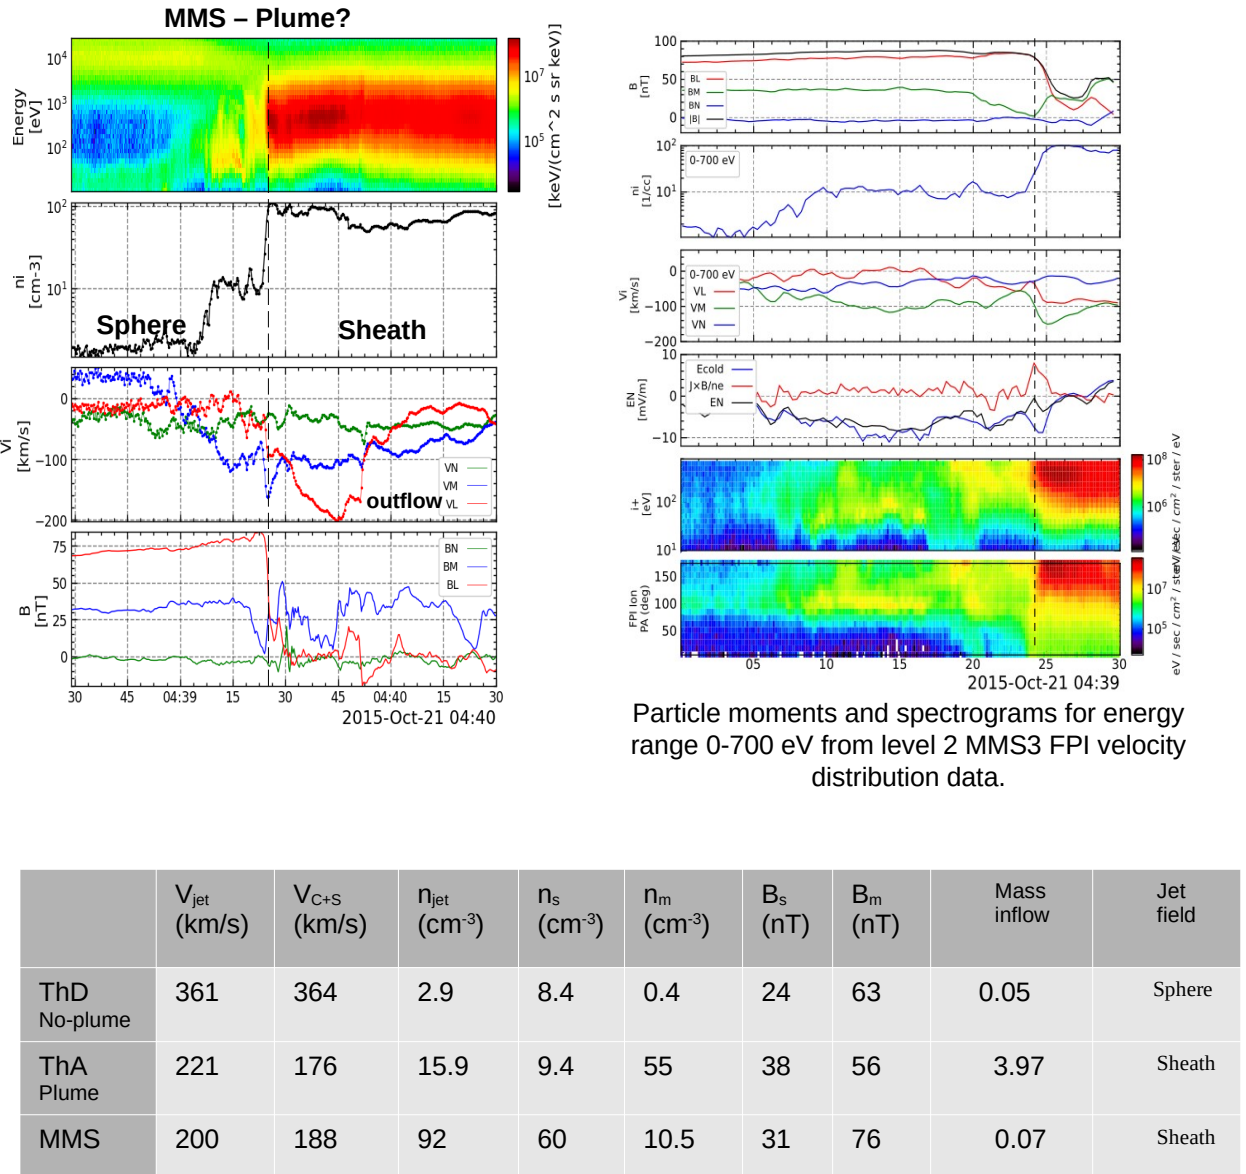 MMS – Plume?
10^4
10^3
10^2
Energy
[eV]
10^7
10^5
[keV/(cm^2 s sr keV)]
10^2
10^1
ni
[cm-3]
Sphere
Sheath
0
−100
−200
Vi
[km/s]
VN
VM
VL
outflow
75
50
25
0
B
[nT]
BN
BM
BL
30 45 04:39 15 30 45 04:40 15 30
2015-Oct-21 04:40
100
50
0
B
[nT]
BL
BM
BN
|B|
10^2
10^1
ni
[1/cc]
0-700 eV
0
−100
−200
Vi
[km/s]
0-700 eV
VL
VM
VN
10
0
−10
EN
[mV/m]
Ecold
J×B/ne
EN
10^2
10^1
i+
[eV]
10^8
10^6
150
100
50
FPI Ion
PA (deg)
10^7
10^5
eV / sec / cm^2 / ster / eV
05 10 15 20 25 30
2015-Oct-21 04:39
Particle moments and spectrograms for energy
range 0-700 eV from level 2 MMS3 FPI velocity
distribution data.
Vjet (km/s) VC+S (km/s) njet (cm-3) ns (cm-3) nm (cm-3) Bs (nT) Bm (nT) Mass inflow Jet field
ThD No-plume 361 364 2.9 8.4 0.4 24 63 0.05 Sphere
ThA Plume 221 176 15.9 9.4 55 38 56 3.97 Sheath
MMS 200 188 92 60 10.5 31 76 0.07 Sheath